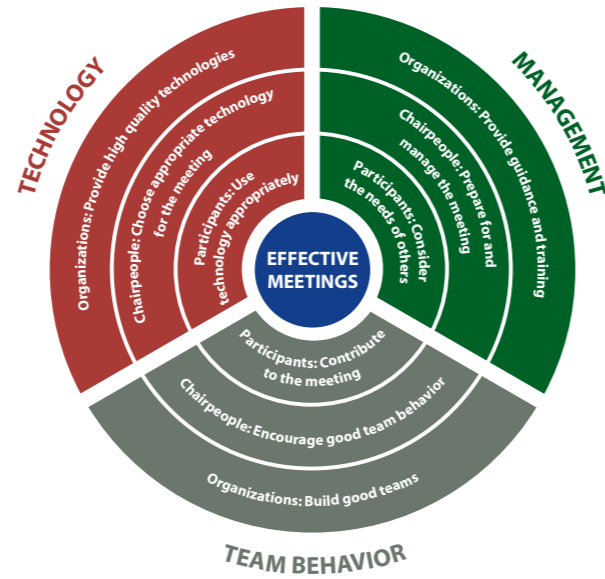 TECHNOLOGY
Organizations: Provide high quality technologies
Chairpeople: Choose appropriate technology
for the meeting
Participants: Use
technology appropriately
MANAGEMENT
Organizations: Provide guidance and training
Chairpeople: Prepare for and
manage the meeting
Participants: Consider
the needs of others
EFFECTIVE
MEETINGS
Participants: Contribute
to the meeting
Chairpeople: Encourage good team behavior
Organizations: Build good teams
TEAM BEHAVIOR